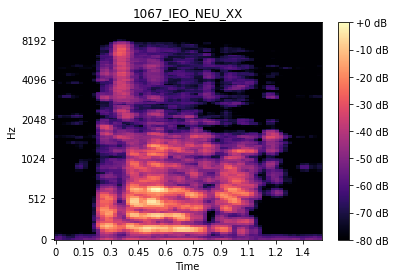 1067_IEO_NEU_XX
+0 dB
8192
-10 dB
4096
-20 dB
-30 dB
2048
Hz
-40 dB
1024
-50 dB
512
-60 dB
-70 dB
0
-80 dB
0 0.15 0.3 0.45 0.6 0.75 0.9 1.1 1.2 1.4
Time